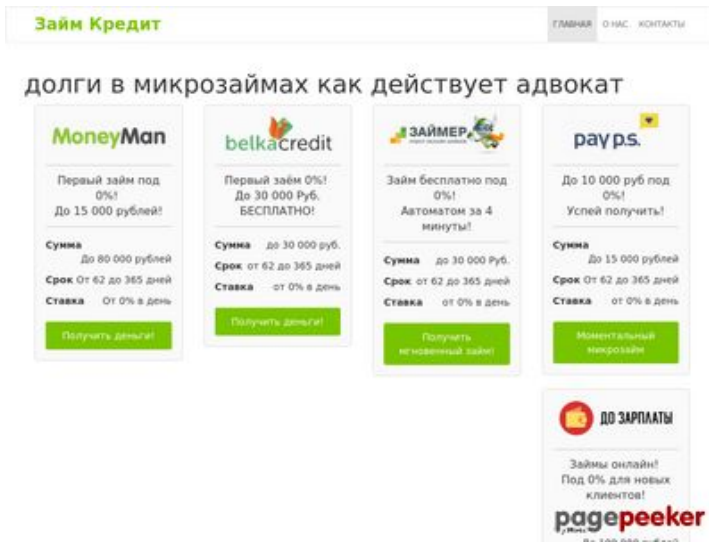 Займ Кредит
ГЛАВНАЯ О НАС КОНТАКТЫ
долги в микрозаймах как действует адвокат
MoneyMan
Первый займ под
0%!
До 15 000 рублей!
Сумма
До 80 000 рублей
Срок От 62 до 365 дней
Ставка От 0% в день
Получить деньги!
belkacredit
Первый заём 0%!
До 30 000 Руб.
БЕСПЛАТНО!
Сумма до 30 000 руб.
Срок от 62 до 365 дней
Ставка от 0% в день
Получить деньги!
ЗАЙМЕР
Займ бесплатно под
0%!
Автоматом за 4
минуты!
Сумма до 30 000 Руб.
Срок от 62 до 365 дней
Ставка от 0% в день
Получить
мгновенный займ!
pay p.s.
До 10 000 руб под
0%!
Успей получить!
Сумма
До 15 000 рублей
Срок От 62 до 365 дней
Ставка От 0% в день
Моментальный
микрозайм
ДО ЗАРПЛАТЫ
Займы онлайн!
Под 0% для новых
клиентов!
pagepeeker
До 100 000 рублей